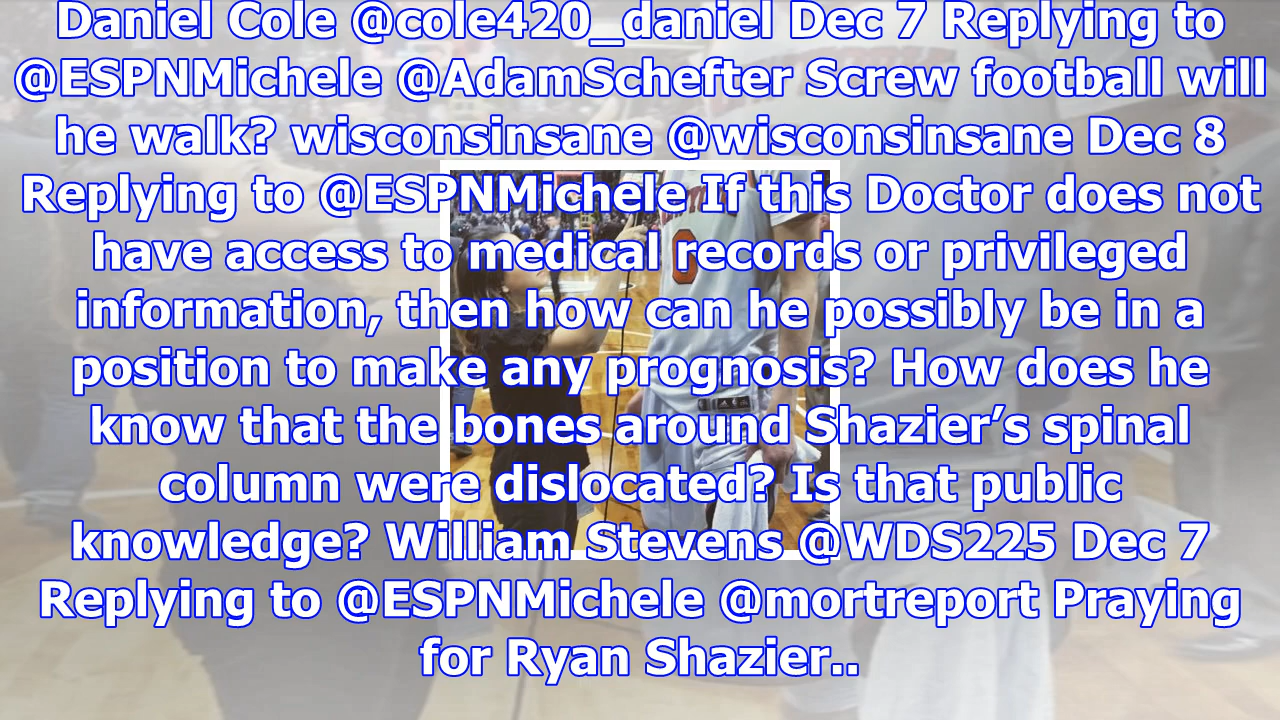 Daniel Cole @cole420_daniel Dec 7 Replying to
@ESPNMichele @AdamSchefter Screw football will
he walk? wisconsinsane @wisconsinsane Dec 8
Replying to @ESPNMichele If this Doctor does not
have access to medical records or privileged
information, then how can he possibly be in a
position to make any prognosis? How does he
know that the bones around Shazier’s spinal
column were dislocated? Is that public
knowledge? William Stevens @WDS225 Dec 7
Replying to @ESPNMichele @mortreport Praying
for Ryan Shazier..
0